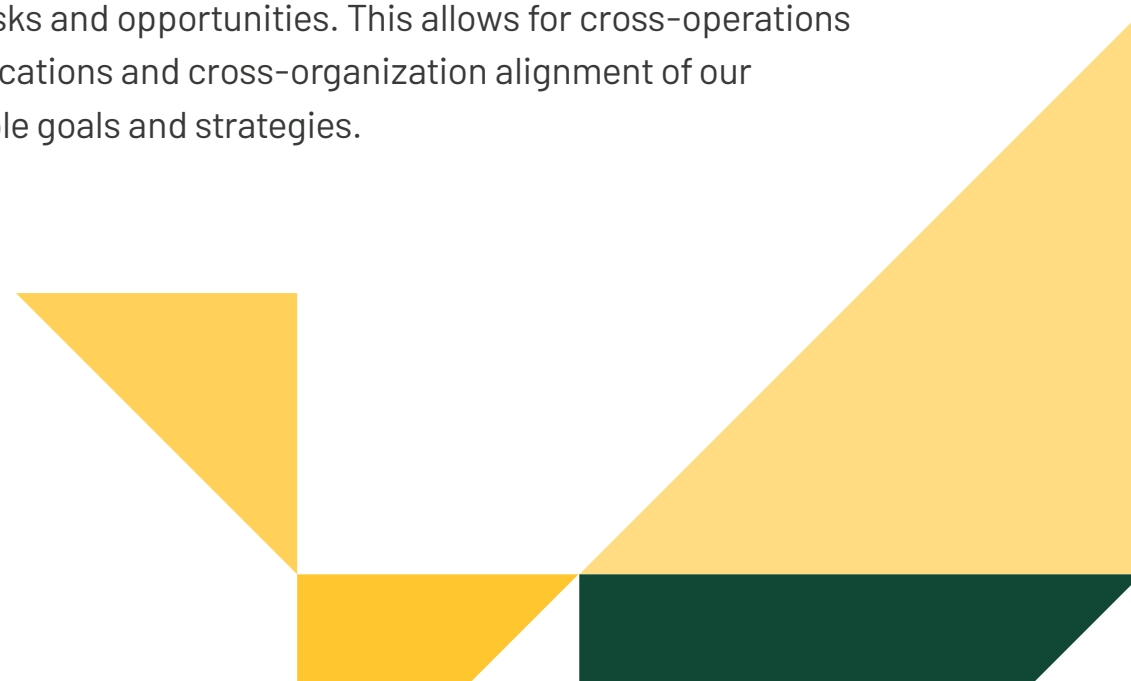 sks and opportunities. This allows for cross-operations
cations and cross-organization alignment of our
le goals and strategies.